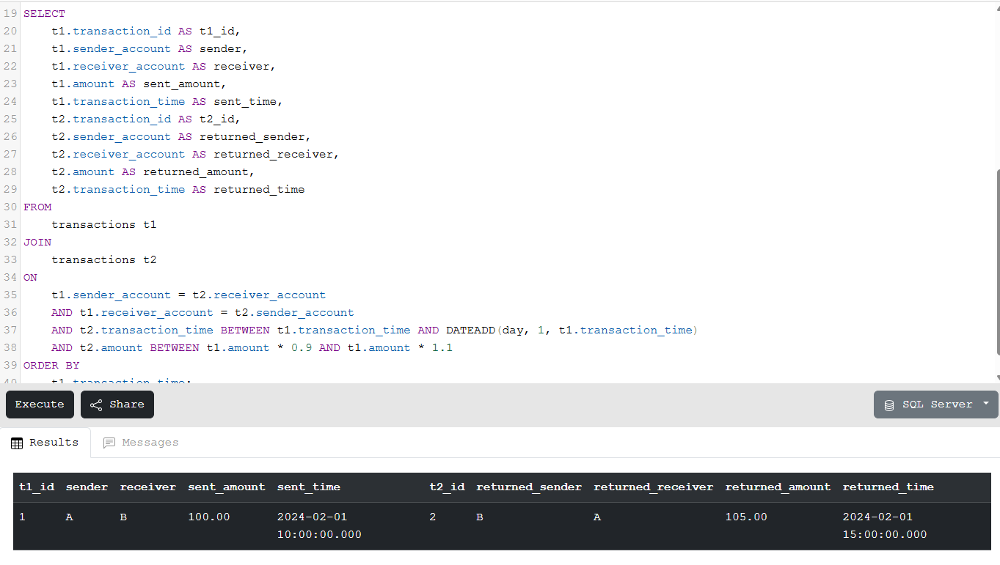 19 SELECT
20 t1.transaction_id AS t1_id,
21 t1.sender_account AS sender,
22 t1.receiver_account AS receiver,
23 t1.amount AS sent_amount,
24 t1.transaction_time AS sent_time,
25 t2.transaction_id AS t2_id,
26 t2.sender_account AS returned_sender,
27 t2.receiver_account AS returned_receiver,
28 t2.amount AS returned_amount,
29 t2.transaction_time AS returned_time
30 FROM
31 transactions t1
32 JOIN
33 transactions t2
34 ON
35 t1.sender_account = t2.receiver_account
36 AND t1.receiver_account = t2.sender_account
37 AND t2.transaction_time BETWEEN t1.transaction_time AND DATEADD(day, 1, t1.transaction_time)
38 AND t2.amount BETWEEN t1.amount * 0.9 AND t1.amount * 1.1
39 ORDER BY
40 t1.transaction_time;
Execute Share SQL Server
Results Messages
t1_id sender receiver sent_amount sent_time t2_id returned_sender returned_receiver returned_amount returned_time
1 A B 100.00 2024-02-01 2 B A 105.00 2024-02-01
10:00:00.000 15:00:00.000